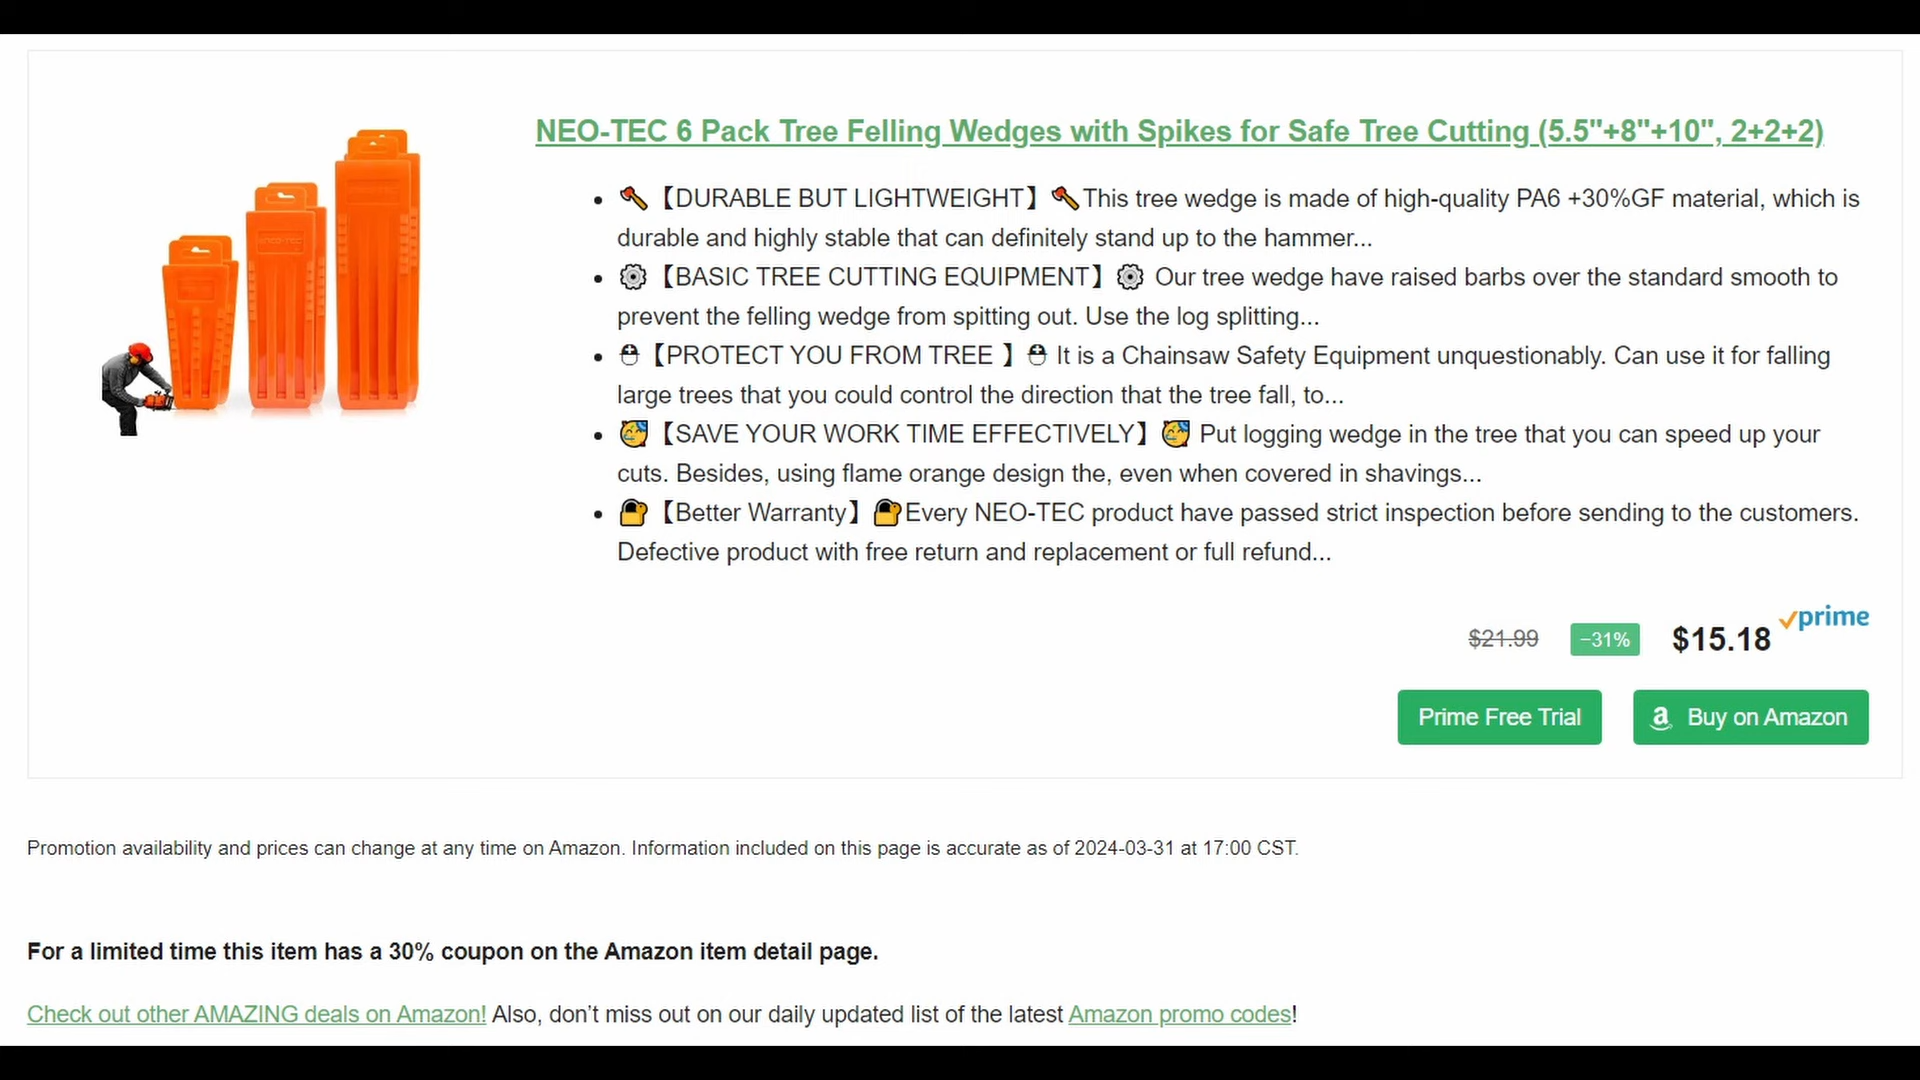 NEO-TEC 6 Pack Tree Felling Wedges with Spikes for Safe Tree Cutting (5.5"+8"+10", 2+2+2)
• 🪓【DURABLE BUT LIGHTWEIGHT】🪓This tree wedge is made of high-quality PA6 +30%GF material, which is
durable and highly stable that can definitely stand up to the hammer...
• ⚙【BASIC TREE CUTTING EQUIPMENT】⚙ Our tree wedge have raised barbs over the standard smooth to
prevent the felling wedge from spitting out. Use the log splitting...
• ⛑【PROTECT YOU FROM TREE 】⛑ It is a Chainsaw Safety Equipment unquestionably. Can use it for falling
large trees that you could control the direction that the tree fall, to...
• 🥳【SAVE YOUR WORK TIME EFFECTIVELY】🥳 Put logging wedge in the tree that you can speed up your
cuts. Besides, using flame orange design the, even when covered in shavings...
• 🔐【Better Warranty】🔐Every NEO-TEC product have passed strict inspection before sending to the customers.
Defective product with free return and replacement or full refund...
$21.99 −31% $15.18 prime
Prime Free Trial Buy on Amazon
Promotion availability and prices can change at any time on Amazon. Information included on this page is accurate as of 2024-03-31 at 17:00 CST.
For a limited time this item has a 30% coupon on the Amazon item detail page.
Check out other AMAZING deals on Amazon! Also, don’t miss out on our daily updated list of the latest Amazon promo codes!